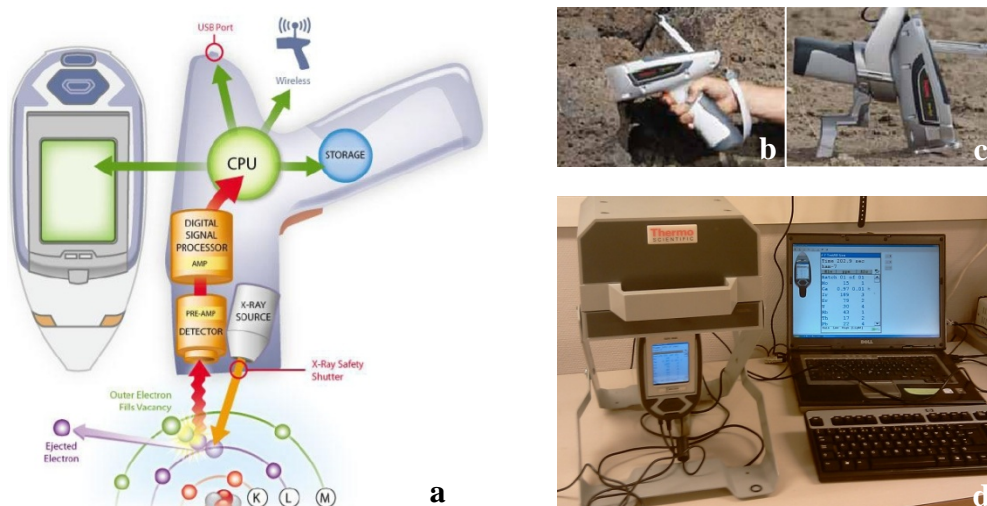 USB Port
Wireless
CPU
STORAGE
DIGITAL
SIGNAL
PROCESSOR
AMP
PRE-AMP
DETECTOR
X-RAY
SOURCE
X-Ray Safety
Shutter
Outer Electron
Fills Vacancy
Ejected
Electron
K
L
M
a
b
c
Thermo
SCIENTIFIC
DELL
d